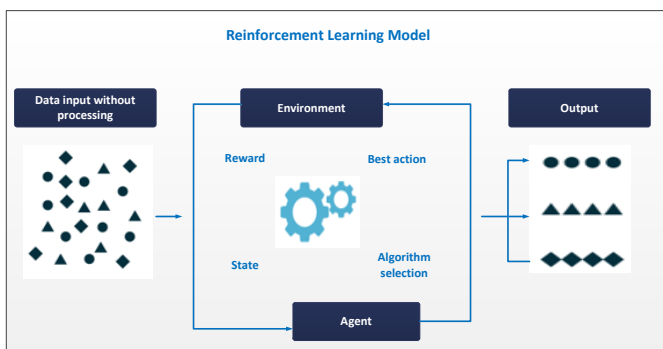 Reinforcement Learning Model
Data input without
processing
Environment
Output
Reward
Best action
State
Algorithm
selection
Agent